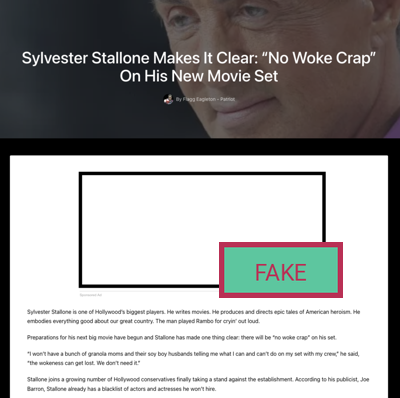 Sylvester Stallone Makes It Clear: “No Woke Crap”
On His New Movie Set
By Flagg Eagleton - Patriot
FAKE
Sylvester Stallone is one of Hollywood's biggest players. He writes movies. He produces and directs epic tales of American heroism. He
embodies everything good about our great country. The man played Rambo for cryin' out loud.
Preparations for his next big movie have begun and Stallone has made one thing clear: there will be "no woke crap" on his set.
"I won't have a bunch of granola moms and their soy boy husbands telling me what I can and can't do on my set with my crew," he said,
"the wokeness can get lost. We don't need it."
Stallone joins a growing number of Hollywood conservatives finally taking a stand against the establishment. According to his publicist, Joe
Barron, Stallone already has a blacklist of actors and actresses he won't hire.